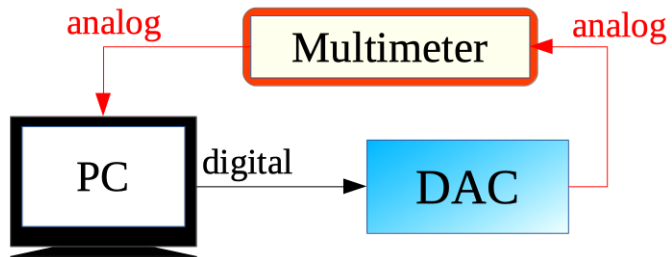 analog
Multimeter
analog
PC
digital
DAC